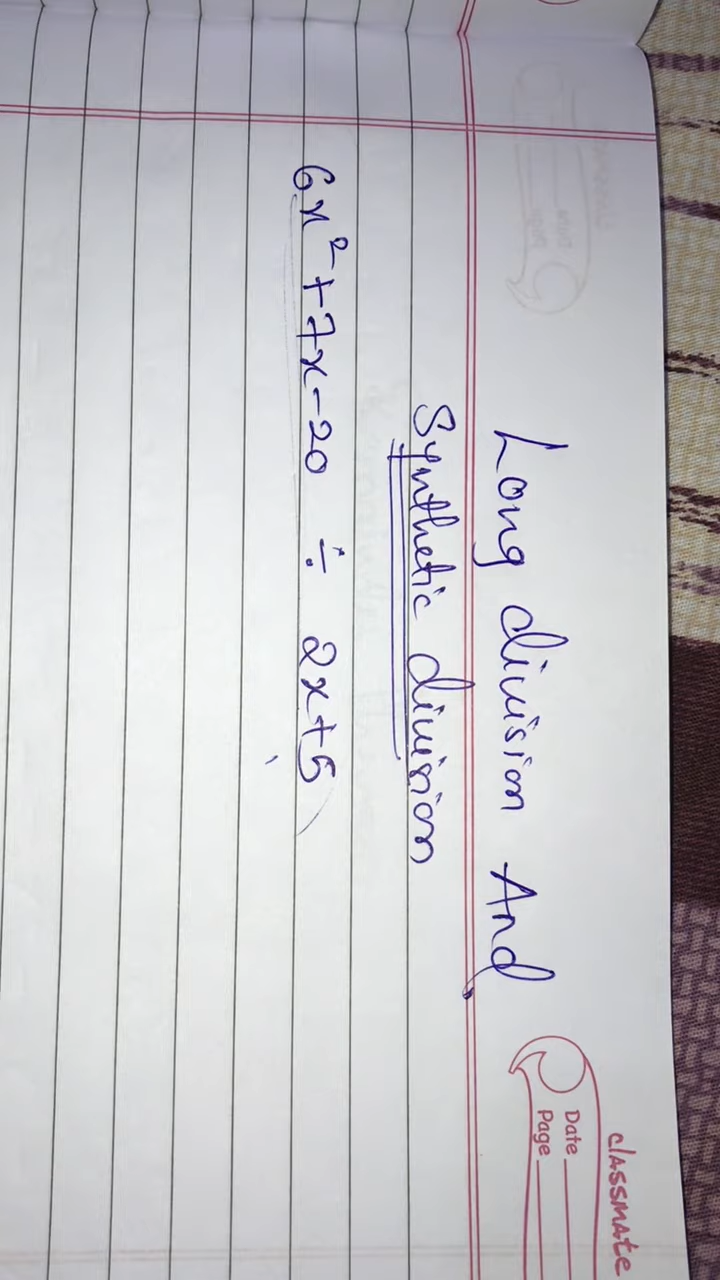 classmate
Date
Page
Long division And
Synthetic division
6x² + 7x - 20 ÷ 2x + 5